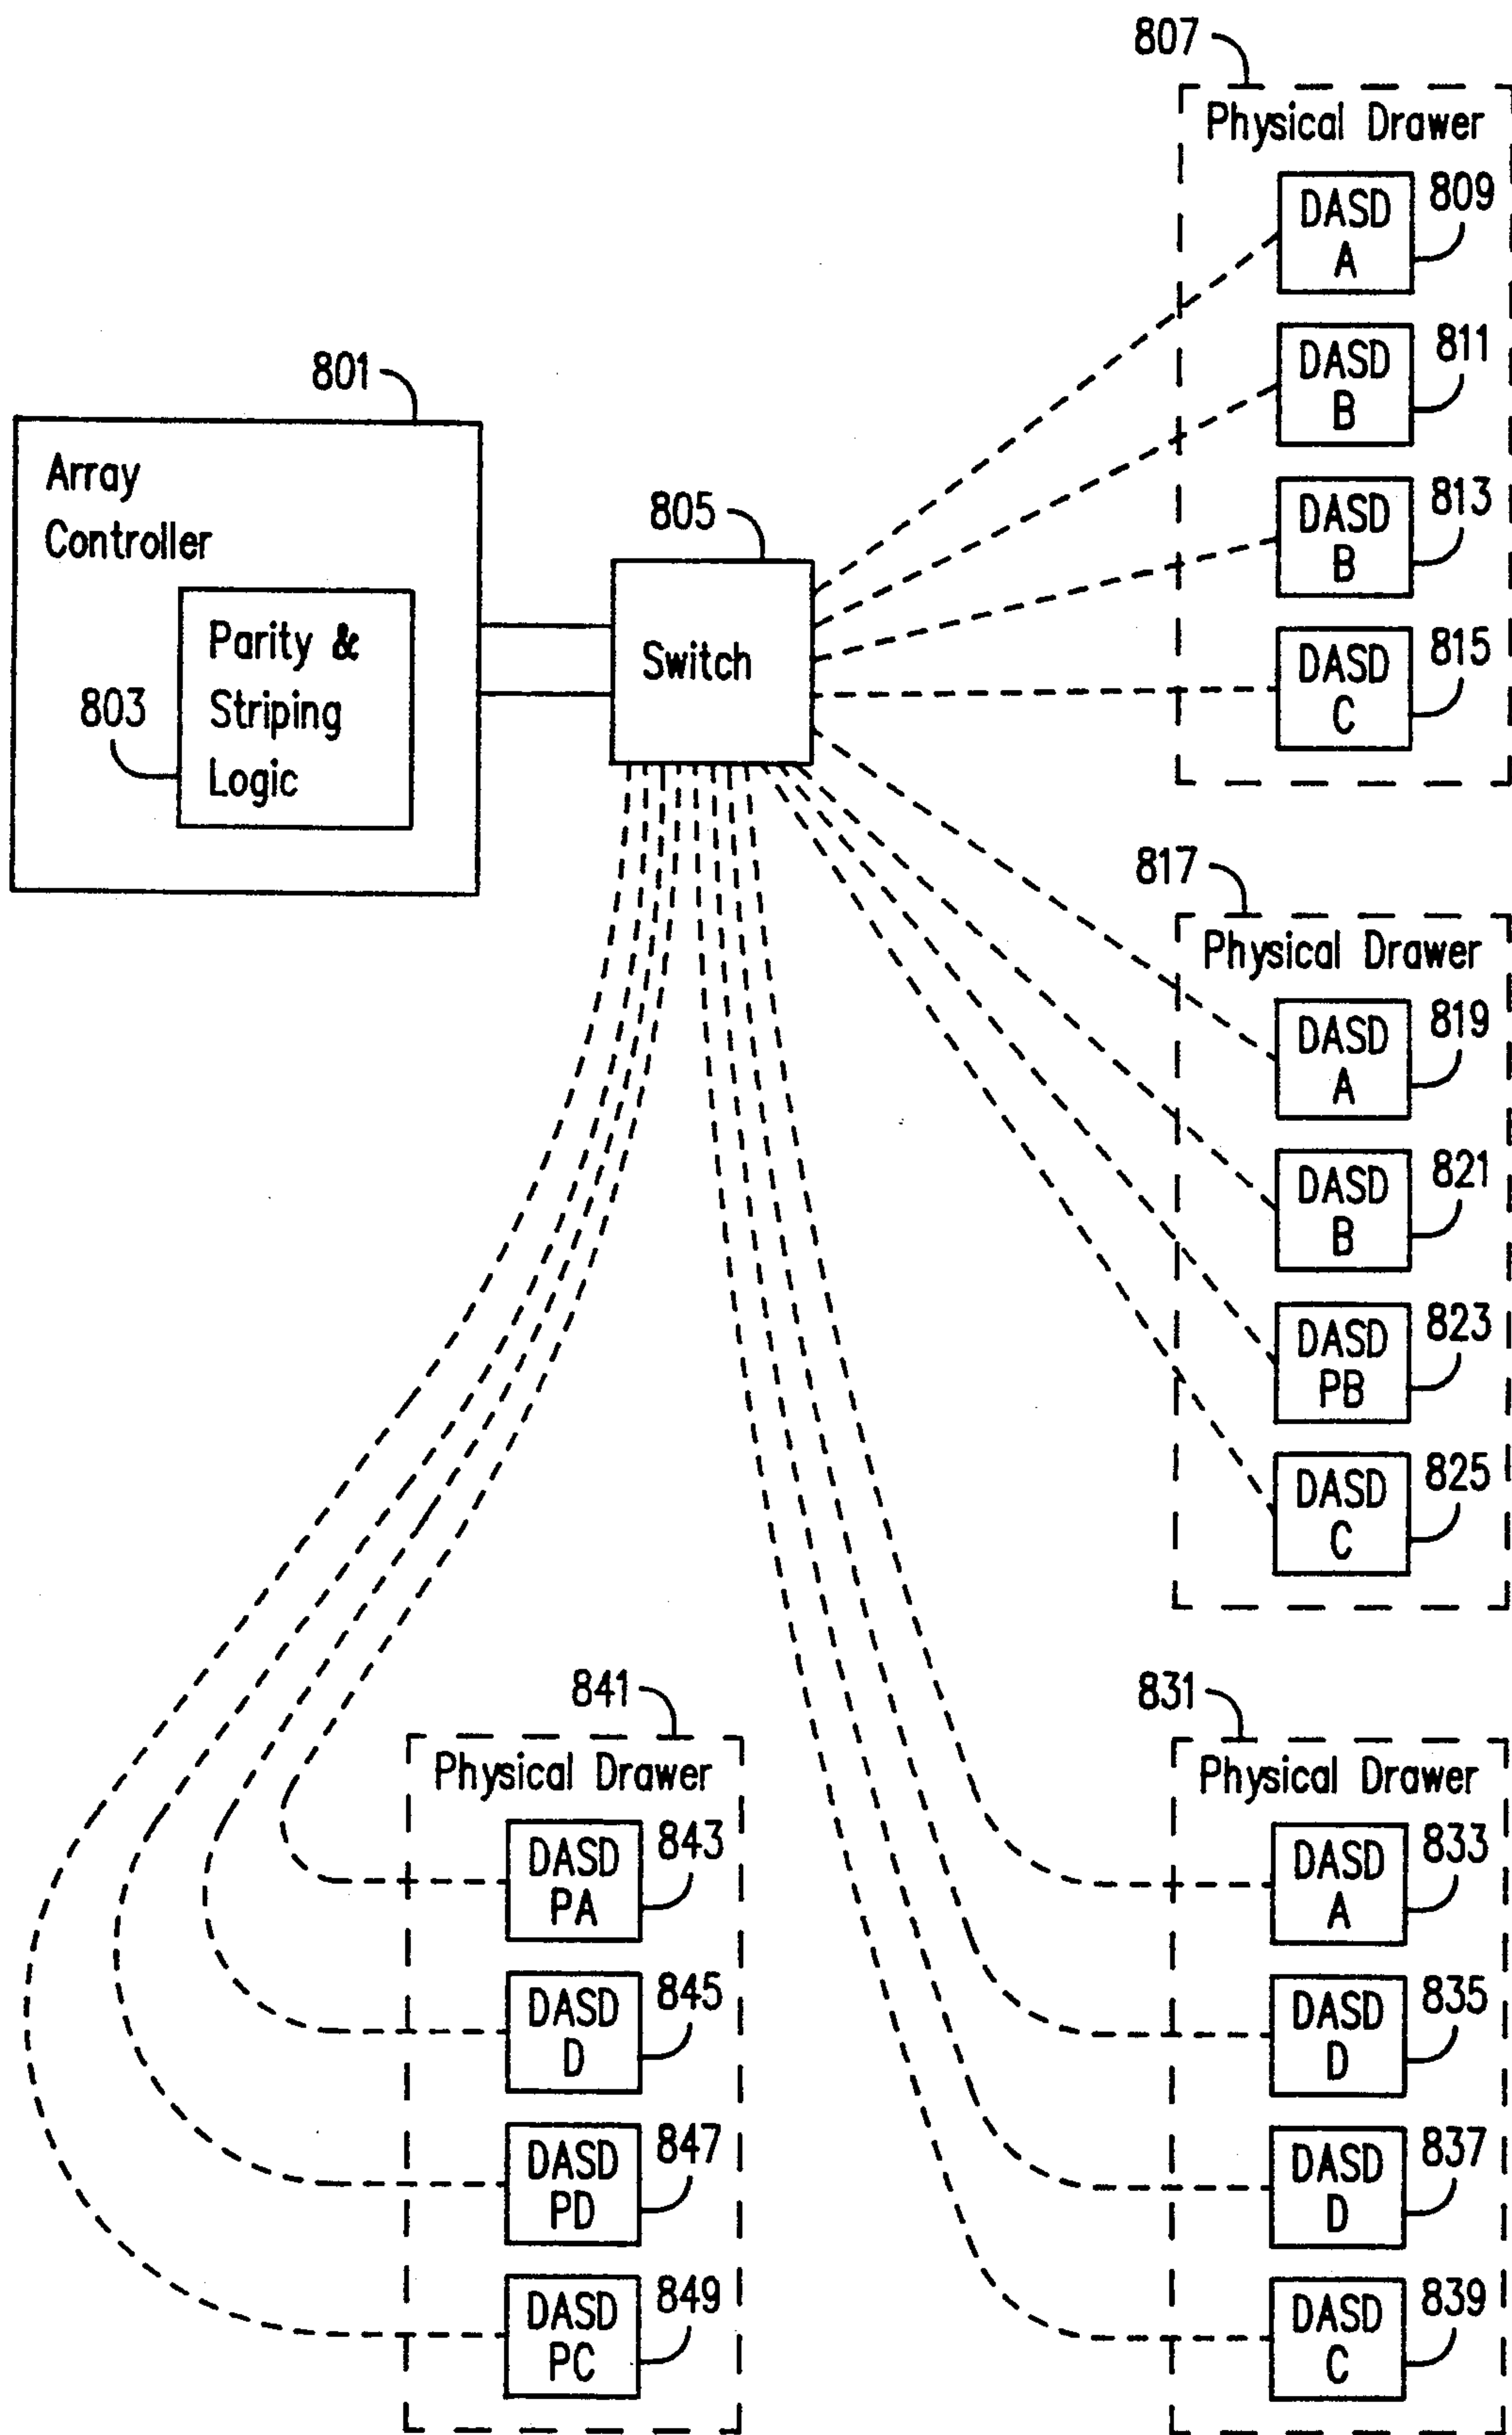 807
Physical Drawer
DASD
A
809
DASD
B
811
DASD
B
813
DASD
C
815
801
Array
Controller
803
Parity &
Striping
Logic
805
Switch
817
Physical Drawer
DASD
A
819
DASD
B
821
DASD
PB
823
DASD
C
825
841
Physical Drawer
DASD
PA
843
DASD
D
845
DASD
PD
847
DASD
PC
849
831
Physical Drawer
DASD
A
833
DASD
D
835
DASD
D
837
DASD
C
839